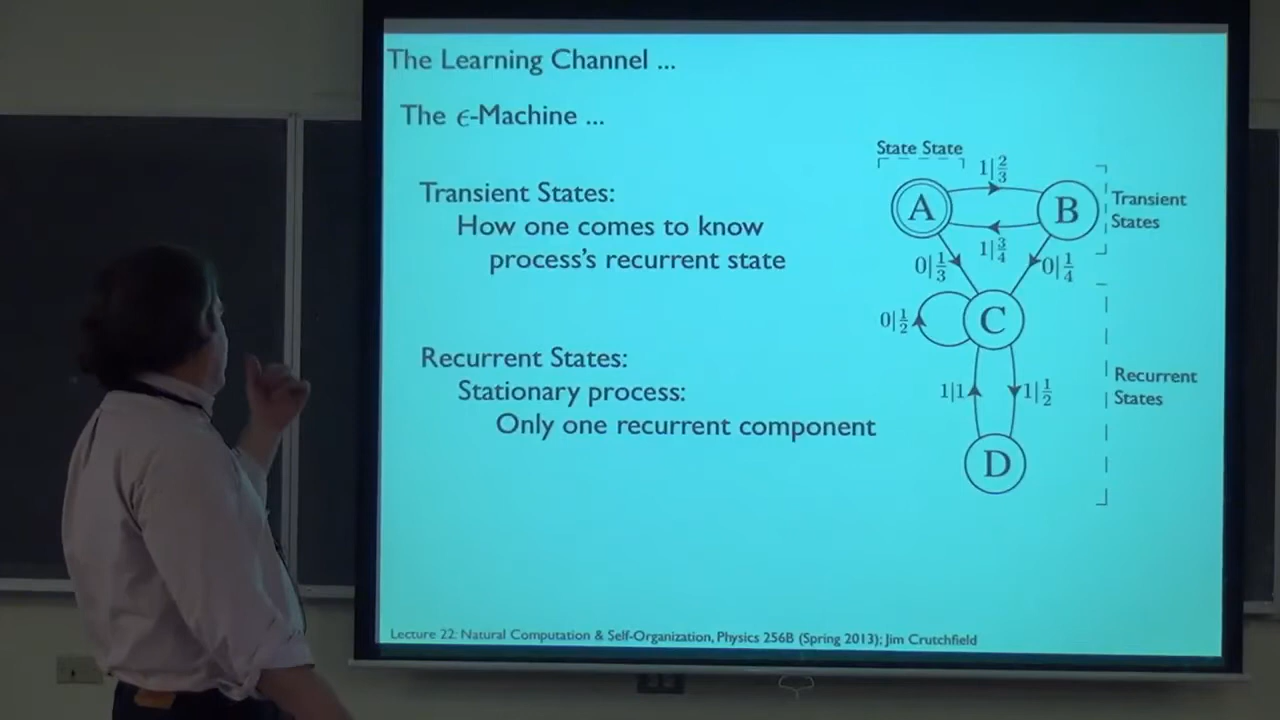 The Learning Channel ...
The ϵ-Machine ...
Transient States:
How one comes to know
process's recurrent state
Recurrent States:
Stationary process:
Only one recurrent component
State State
1|2/3
A
B
Transient
States
1|3/4
0|1/3
0|1/4
C
0|1/2
1|1
1|1/2
D
Recurrent
States
Lecture 22: Natural Computation & Self-Organization, Physics 256B (Spring 2013); Jim Crutchfield